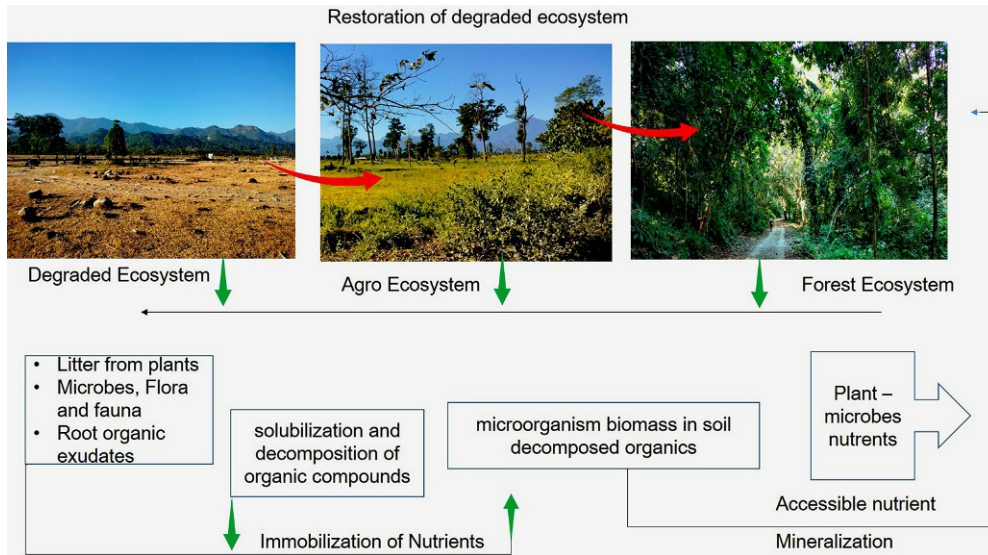 Restoration of degraded ecosystem
Degraded Ecosystem
Agro Ecosystem
Forest Ecosystem
• Litter from plants
• Microbes, Flora
and fauna
• Root organic
exudates
solubilization and
decomposition of
organic compounds
microorganism biomass in soil
decomposed organics
Plant –
microbes
nutrents
Accessible nutrient
Immobilization of Nutrients
Mineralization